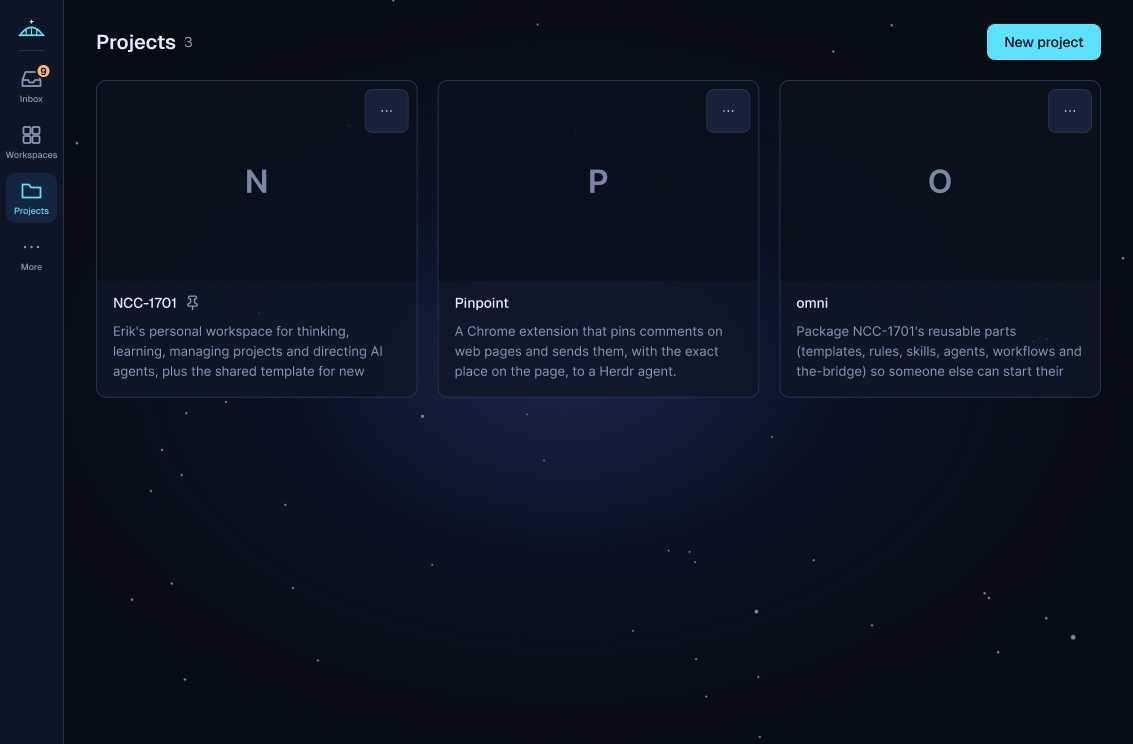 Projects 3
New project
9
Inbox
Workspaces
Projects
More
N
NCC-1701
Erik's personal workspace for thinking,
learning, managing projects and directing AI
agents, plus the shared template for new
P
Pinpoint
A Chrome extension that pins comments on
web pages and sends them, with the exact
place on the page, to a Herdr agent.
O
omni
Package NCC-1701's reusable parts
(templates, rules, skills, agents, workflows and
the-bridge) so someone else can start their